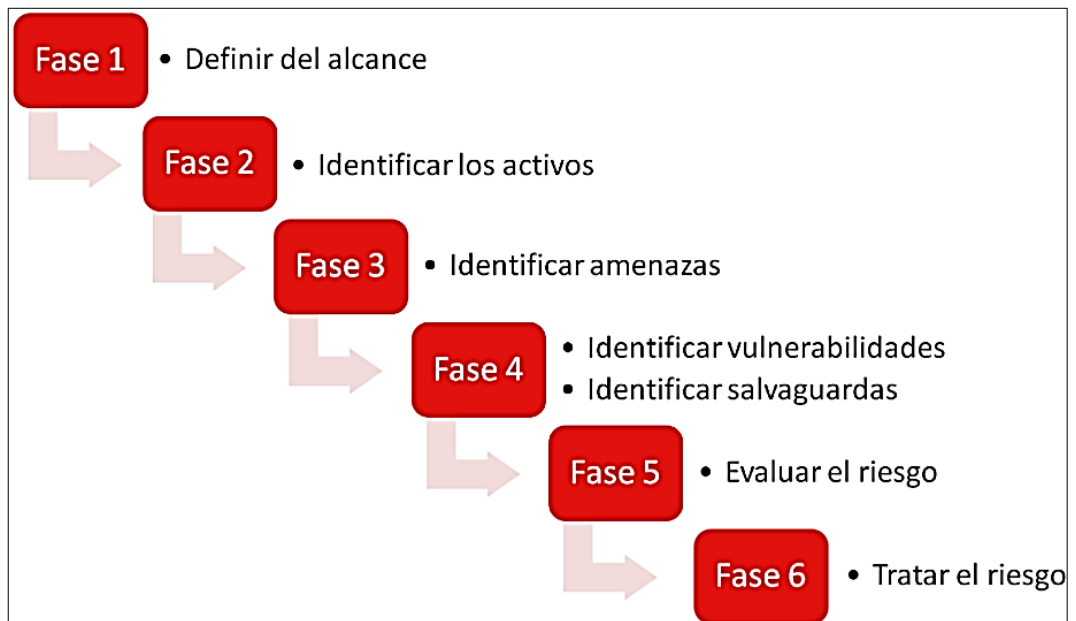 Fase 1
• Definir del alcance
Fase 2
• Identificar los activos
Fase 3
• Identificar amenazas
Fase 4
• Identificar vulnerabilidades
• Identificar salvaguardas
Fase 5
• Evaluar el riesgo
Fase 6
• Tratar el riesgo